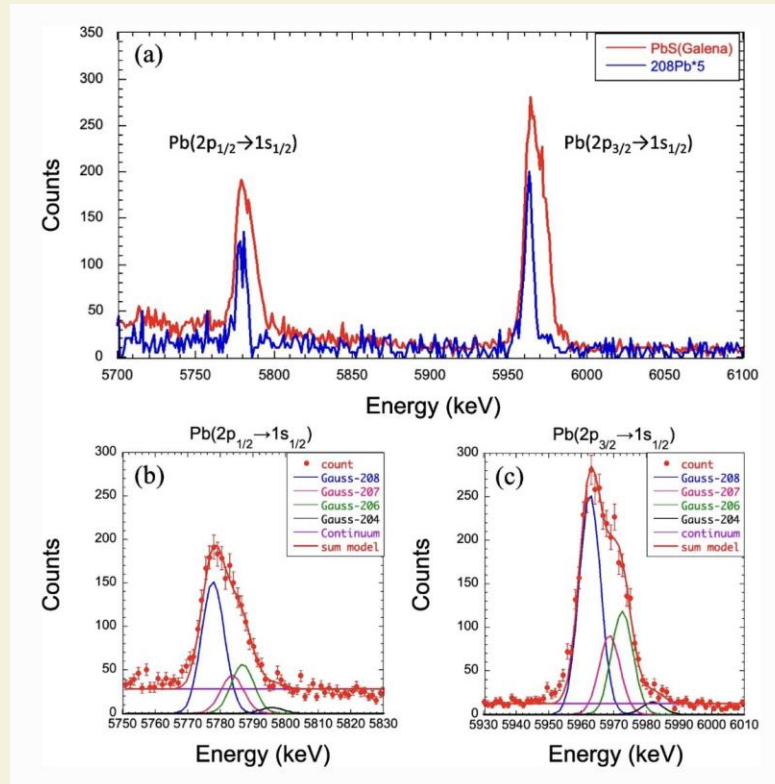 350
(a)
PbS(Galena)
208Pb*5
300
250
Pb(2p1/2→1s1/2)
Pb(2p3/2→1s1/2)
200
Counts
150
100
50
0
5700
5750
5800
5850
5900
5950
6000
6050
6100
Energy (keV)
Pb(2p1/2→1s1/2)
300
(b)
count
Gauss-208
250
Gauss-207
Gauss-206
200
Gauss-204
continuum
sum model
150
Counts
100
50
0
5750
5760
5770
5780
5790
5800
5810
5820
5830
Energy (keV)
Pb(2p3/2→1s1/2)
300
(c)
count
Gauss-208
250
Gauss-207
Gauss-206
200
Gauss-204
continuum
sum model
150
Counts
100
50
0
5930
5940
5950
5960
5970
5980
5990
6000
6010
Energy (keV)